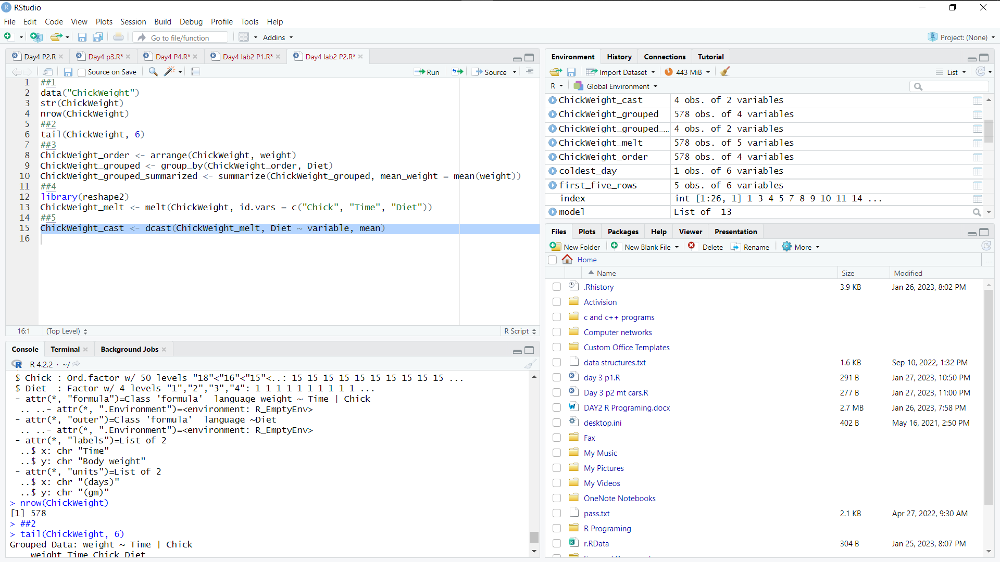 RStudio
File Edit Code View Plots Session Build Debug Profile Tools Help
Go to file/function Addins Project: (None)
Day4 P2.R Day4 p3.R* Day4 P4.R* Day4 lab2 P1.R* Day4 lab2 P2.R*
Source on Save Run Source
1 ##1
2 data("ChickWeight")
3 str(ChickWeight)
4 nrow(ChickWeight)
5 ##2
6 tail(ChickWeight, 6)
7 ##3
8 ChickWeight_order <- arrange(ChickWeight, weight)
9 ChickWeight_grouped <- group_by(ChickWeight_order, Diet)
10 ChickWeight_grouped_summarized <- summarize(ChickWeight_grouped, mean_weight = mean(weight))
11 ##4
12 library(reshape2)
13 ChickWeight_melt <- melt(ChickWeight, id.vars = c("Chick", "Time", "Diet"))
14 ##5
15 ChickWeight_cast <- dcast(ChickWeight_melt, Diet ~ variable, mean)
16
16:1 (Top Level) R Script
Console Terminal Background Jobs
R 4.2.2 · ~/
$ Chick : Ord.factor w/ 50 levels "18"<"16"<"15"<..: 15 15 15 15 15 15 15 15 15 15 ...
$ Diet  : Factor w/ 4 levels "1","2","3","4": 1 1 1 1 1 1 1 1 1 1 ...
- attr(*, "formula")=Class 'formula'  language weight ~ Time | Chick
.. ..- attr(*, ".Environment")=<environment: R_EmptyEnv>
- attr(*, "outer")=Class 'formula'  language ~Diet
.. ..- attr(*, ".Environment")=<environment: R_EmptyEnv>
- attr(*, "labels")=List of 2
..$ x: chr "Time"
..$ y: chr "Body weight"
- attr(*, "units")=List of 2
..$ x: chr "(days)"
..$ y: chr "(gm)"
> nrow(ChickWeight)
[1] 578
> ##2
> tail(ChickWeight, 6)
Grouped Data: weight ~ Time | Chick
weight Time Chick Diet
Environment History Connections Tutorial
Import Dataset 443 MiB List
R Global Environment
ChickWeight_cast 4 obs. of 2 variables
ChickWeight_grouped 578 obs. of 4 variables
ChickWeight_grouped_... 4 obs. of 2 variables
ChickWeight_melt 578 obs. of 5 variables
ChickWeight_order 578 obs. of 4 variables
coldest_day 1 obs. of 6 variables
first_five_rows 5 obs. of 6 variables
index int [1:26, 1] 1 3 4 5 7 8 9 10 11 14 ...
model List of  13
Files Plots Packages Help Viewer Presentation
New Folder New Blank File Delete Rename More
Home ...
Name Size Modified
.Rhistory 3.9 KB Jan 26, 2023, 8:02 PM
Activision
c and c++ programs
Computer networks
Custom Office Templates
data structures.txt 1.6 KB Sep 10, 2022, 1:32 PM
day 3 p1.R 291 B Jan 27, 2023, 10:50 PM
Day 3 p2 mt cars.R 277 B Jan 27, 2023, 11:00 PM
DAY2 R Programing.docx 2.7 MB Jan 26, 2023, 7:58 PM
desktop.ini 402 B May 16, 2021, 2:50 PM
Fax
My Music
My Pictures
My Videos
OneNote Notebooks
pass.txt 2.1 KB Apr 27, 2022, 9:30 AM
R Programing
r.RData 304 B Jan 25, 2023, 8:07 PM